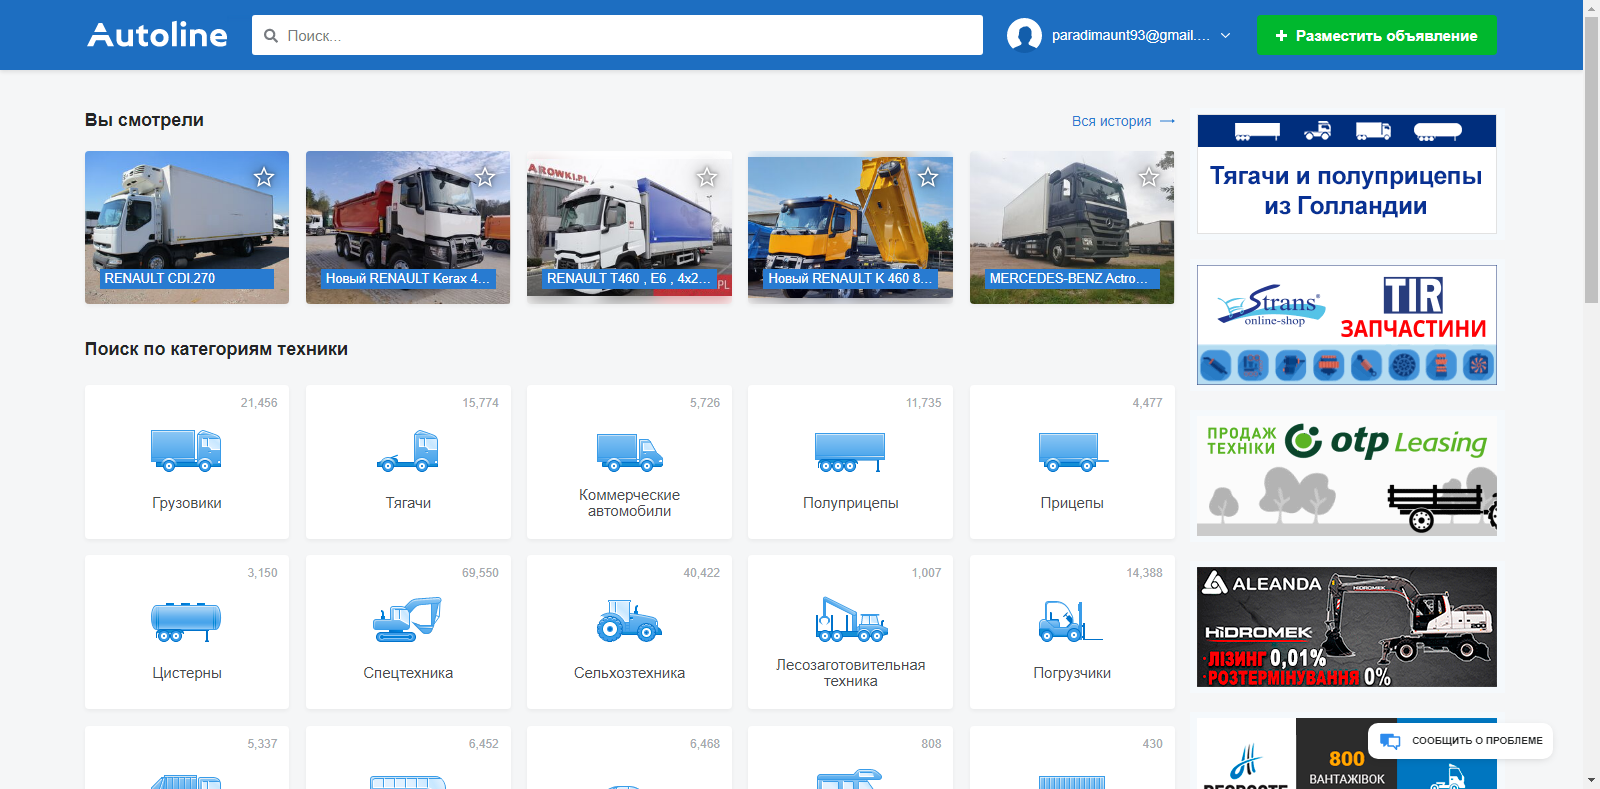 Autoline
Поиск...
paradimaunt93@gmail....
+ Разместить объявление
Вы смотрели
Вся история →
AROWKI.PL
RENAULT CDI.270
Новый RENAULT Kerax 4...
RENAULT T460 , E6 , 4x2...
PL
Новый RENAULT K 460 8...
MERCEDES-BENZ Actro...
Поиск по категориям техники
21,456
Грузовики
15,774
Тягачи
5,726
Коммерческие
автомобили
11,735
Полуприцепы
4,477
Прицепы
3,150
Цистерны
69,550
Спецтехника
40,422
Сельхозтехника
1,007
Лесозаготовительная
техника
14,388
Погрузчики
5,337
6,452
6,468
808
430
Тягачи и полуприцепы
из Голландии
Strans®
online-shop
TIR
ЗАПЧАСТИНИ
ПРОДАЖ
ТЕХНІКИ
otp Leasing
ALEANDA
HIDROMEK
HIDROMEK
ЛІЗИНГ 0,01%
РОЗТЕРМІНУВАННЯ 0%
800
ВАНТАЖІВОК
СООБЩИТЬ О ПРОБЛЕМЕ